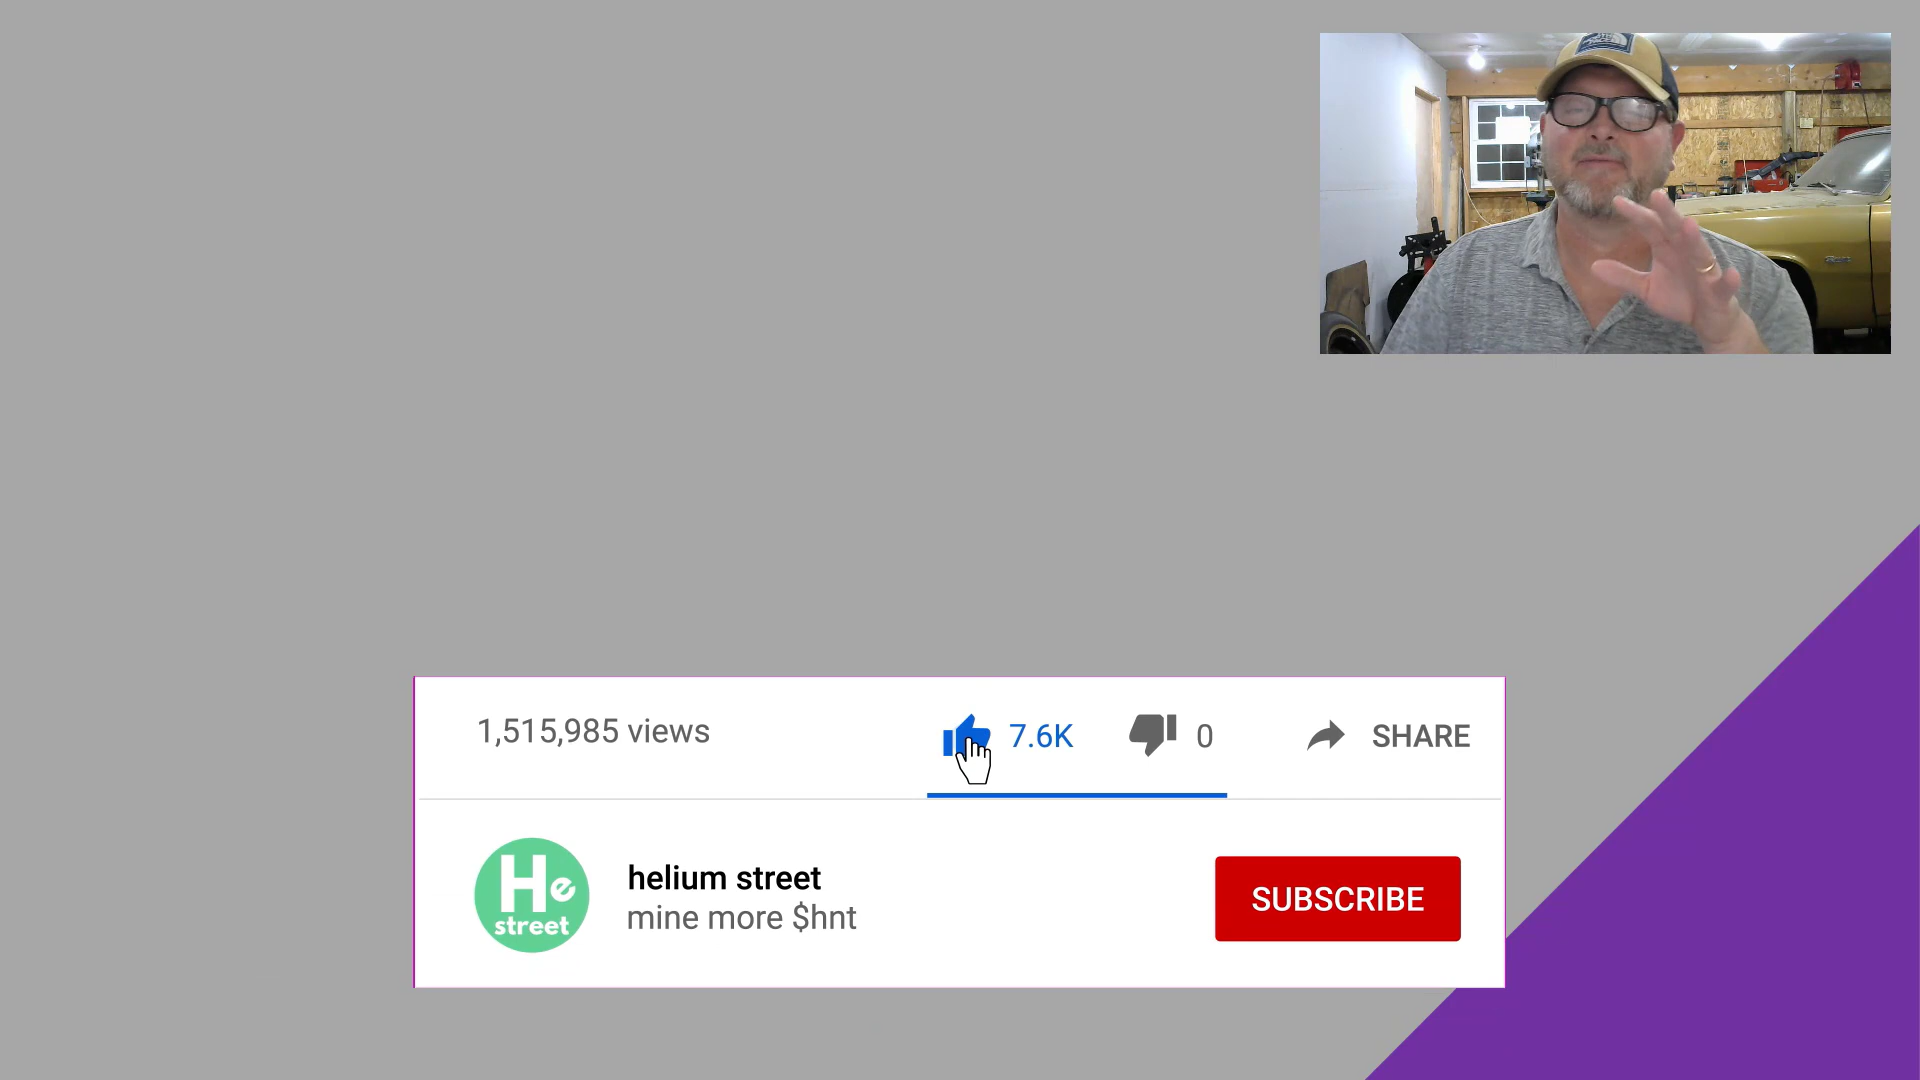 1,515,985 views
7.6K
0
SHARE
He
street
helium street
mine more $hnt
SUBSCRIBE